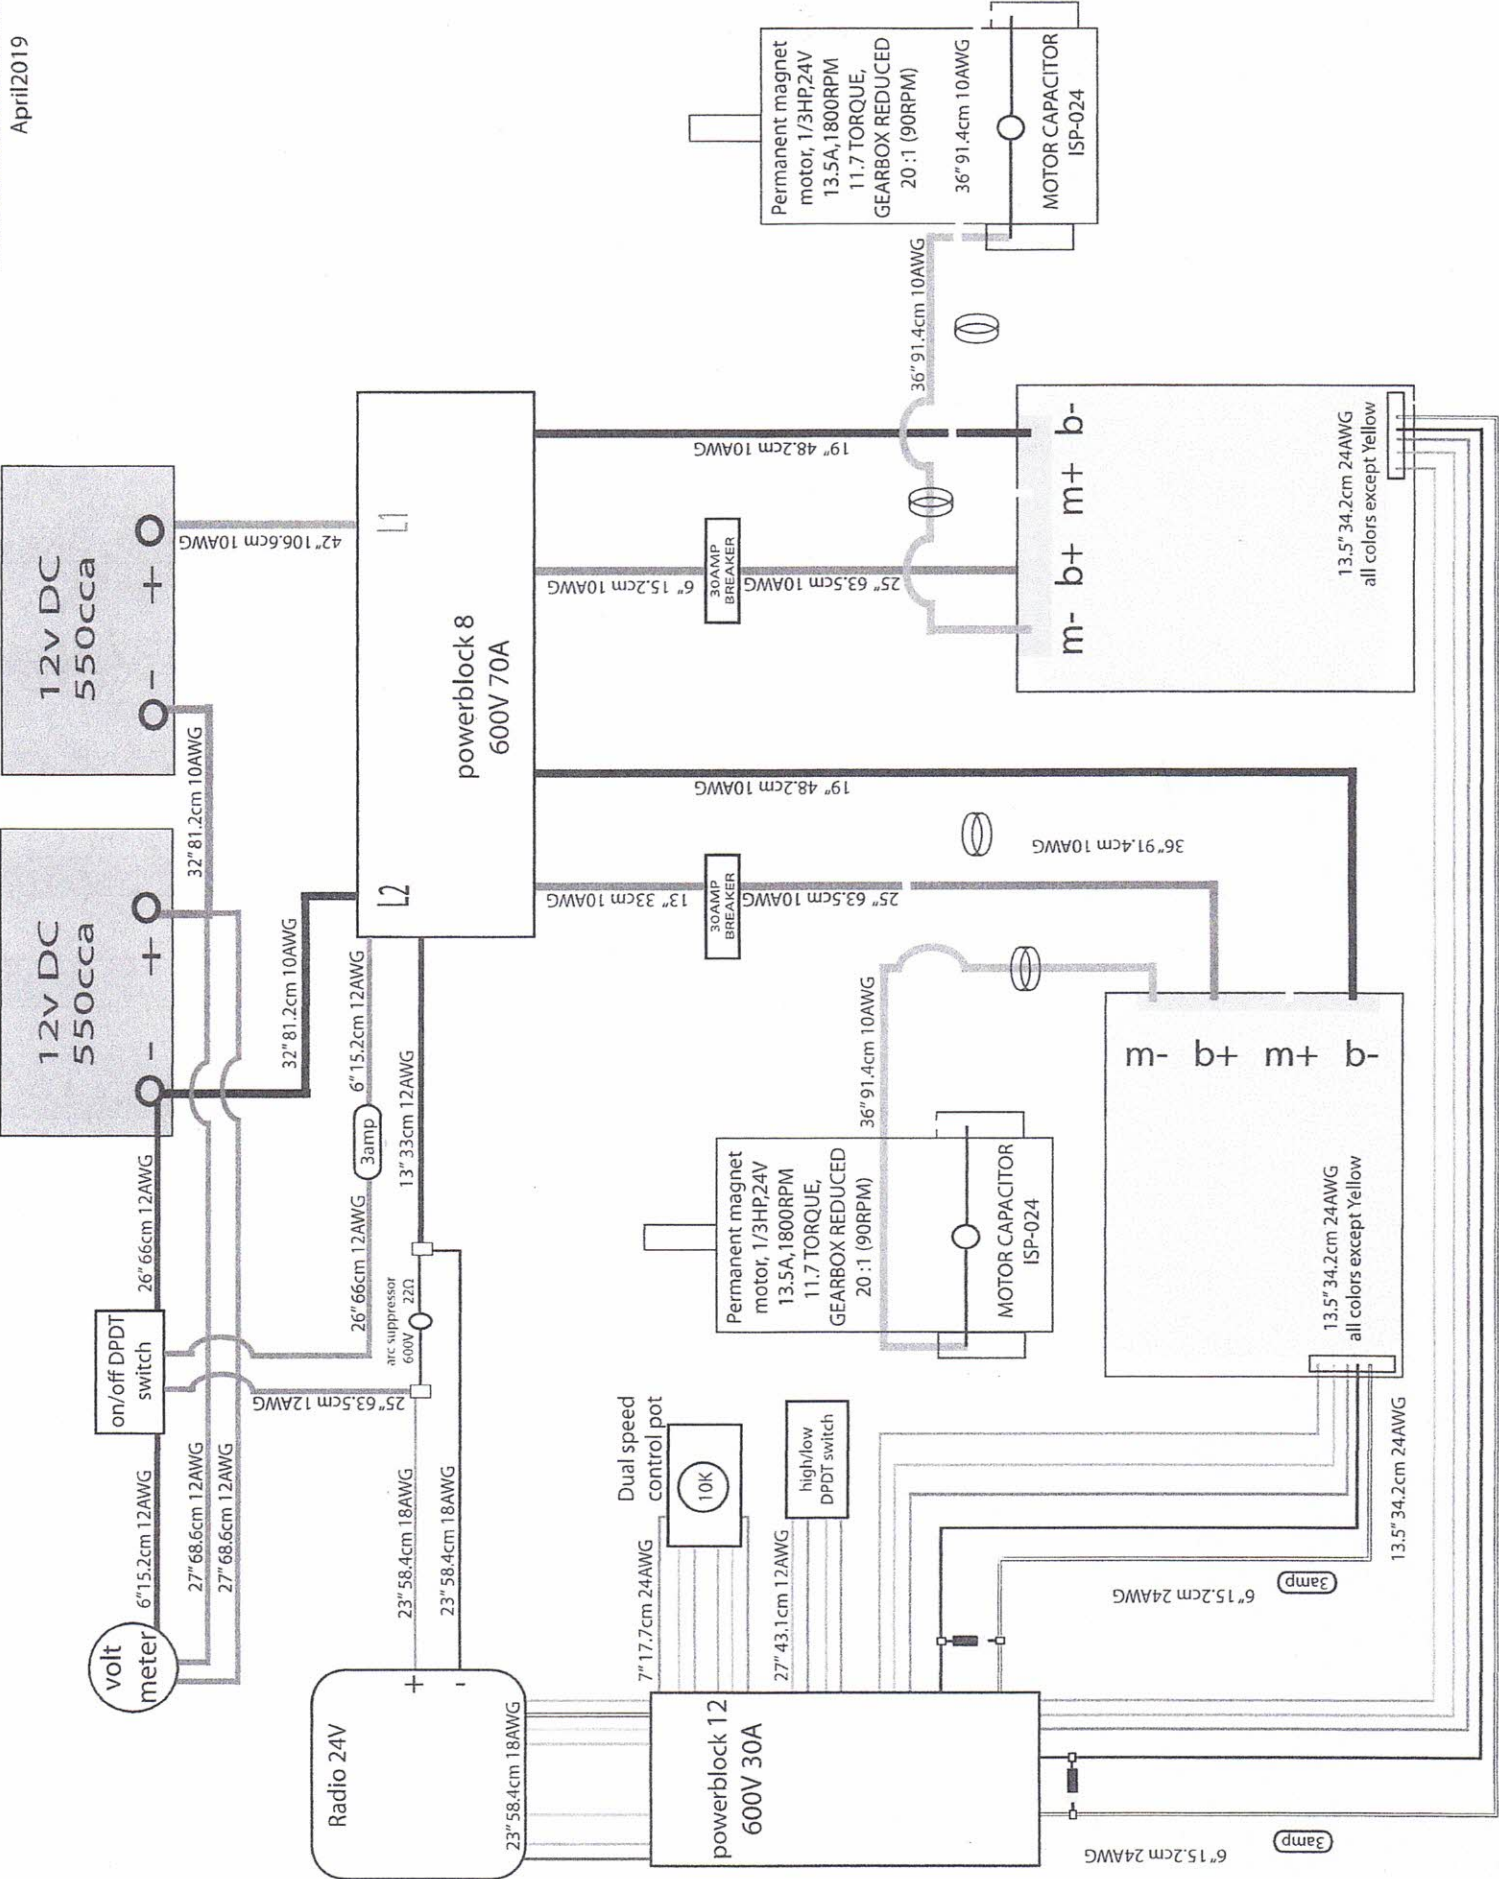 April2019
12v DC
550cca
-
+
12v DC
550cca
-
+
volt
meter
6"15.2cm 12AWG
on/off DPDT
switch
26"66cm 12AWG
27"68.6cm 12AWG
27"68.6cm 12AWG
32"81.2cm 10AWG
32"81.2cm 10AWG
42"106.6cm 10AWG
25"63.5cm 12AWG
26"66cm 12AWG
3amp
6"15.2cm 12AWG
arc suppressor
600V 22Ω
13"33cm 12AWG
L2
L1
powerblock 8
600V 70A
Radio 24V
+
-
23"58.4cm 18AWG
23"58.4cm 18AWG
23"58.4cm 18AWG
Dual speed
control pot
10K
7"17.7cm 24AWG
high/low
DPDT switch
27"43.1cm 12AWG
powerblock 12
600V 30A
Permanent magnet
motor, 1/3HP,24V
13.5A,1800RPM
11.7 TORQUE,
GEARBOX REDUCED
20 :1 (90RPM)
MOTOR CAPACITOR
ISP-024
36"91.4cm 10AWG
13" 33cm 10AWG
30AMP
BREAKER
25" 63.5cm 10AWG
36"91.4cm 10AWG
19" 48.2cm 10AWG
6" 15.2cm 10AWG
30AMP
BREAKER
25" 63.5cm 10AWG
19" 48.2cm 10AWG
36"91.4cm 10AWG
Permanent magnet
motor, 1/3HP,24V
13.5A,1800RPM
11.7 TORQUE,
GEARBOX REDUCED
20 :1 (90RPM)
36"91.4cm 10AWG
MOTOR CAPACITOR
ISP-024
m- b+ m+ b-
13.5"34.2cm 24AWG
all colors except Yellow
m- b+ m+ b-
13.5"34.2cm 24AWG
all colors except Yellow
13.5"34.2cm 24AWG
6"15.2cm 24AWG
3amp
6"15.2cm 24AWG
3amp